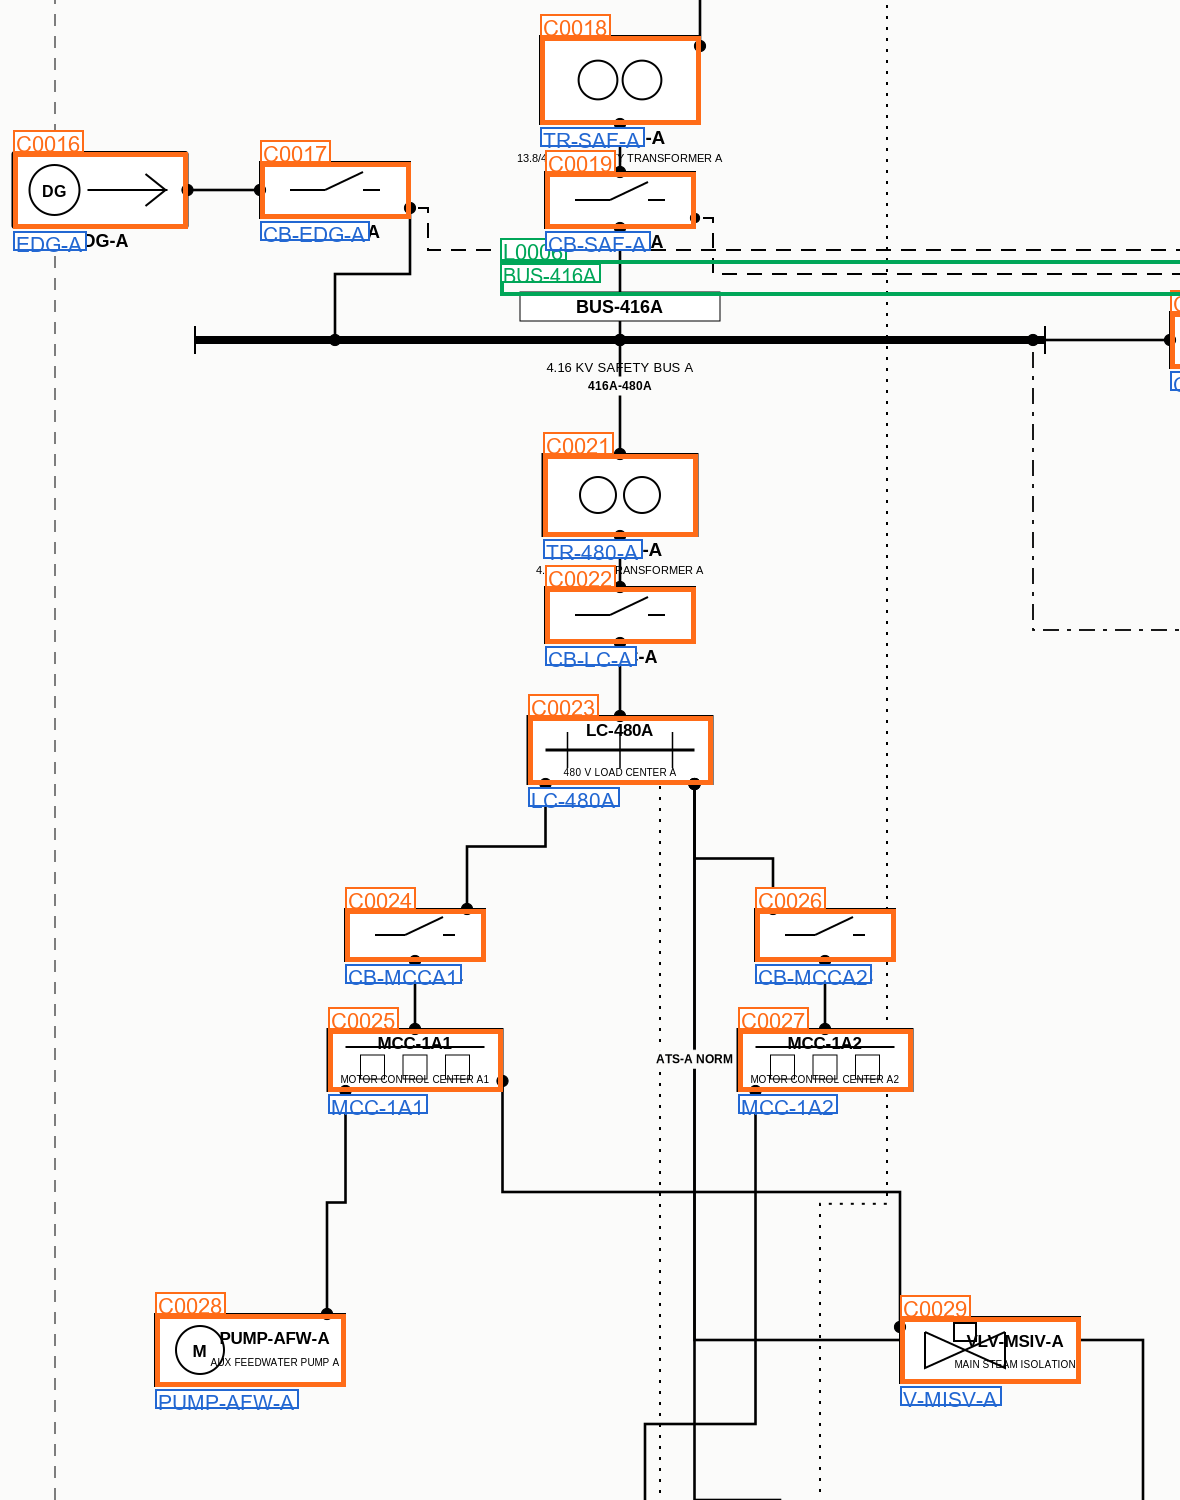 C0018
TR-SAF-A
-A
13.8/4
Y TRANSFORMER A
C0016
DG
EDG-A
DG-A
C0017
CB-EDG-A
A
C0019
CB-SAF-A
A
L0006
BUS-416A
BUS-416A
4.16 KV SAFETY BUS A
416A-480A
C0021
TR-480-A
-A
4.
RANSFORMER A
C0022
CB-LC-A
-A
C0023
LC-480A
480 V LOAD CENTER A
LC-480A
C0024
CB-MCCA1
C0026
CB-MCCA2
C0025
MCC-1A1
MOTOR CONTROL CENTER A1
MCC-1A1
ATS-A NORM
C0027
MCC-1A2
MOTOR CONTROL CENTER A2
MCC-1A2
C0028
M
PUMP-AFW-A
AUX FEEDWATER PUMP A
PUMP-AFW-A
C0029
VLV-MSIV-A
MAIN STEAM ISOLATION
V-MISV-A